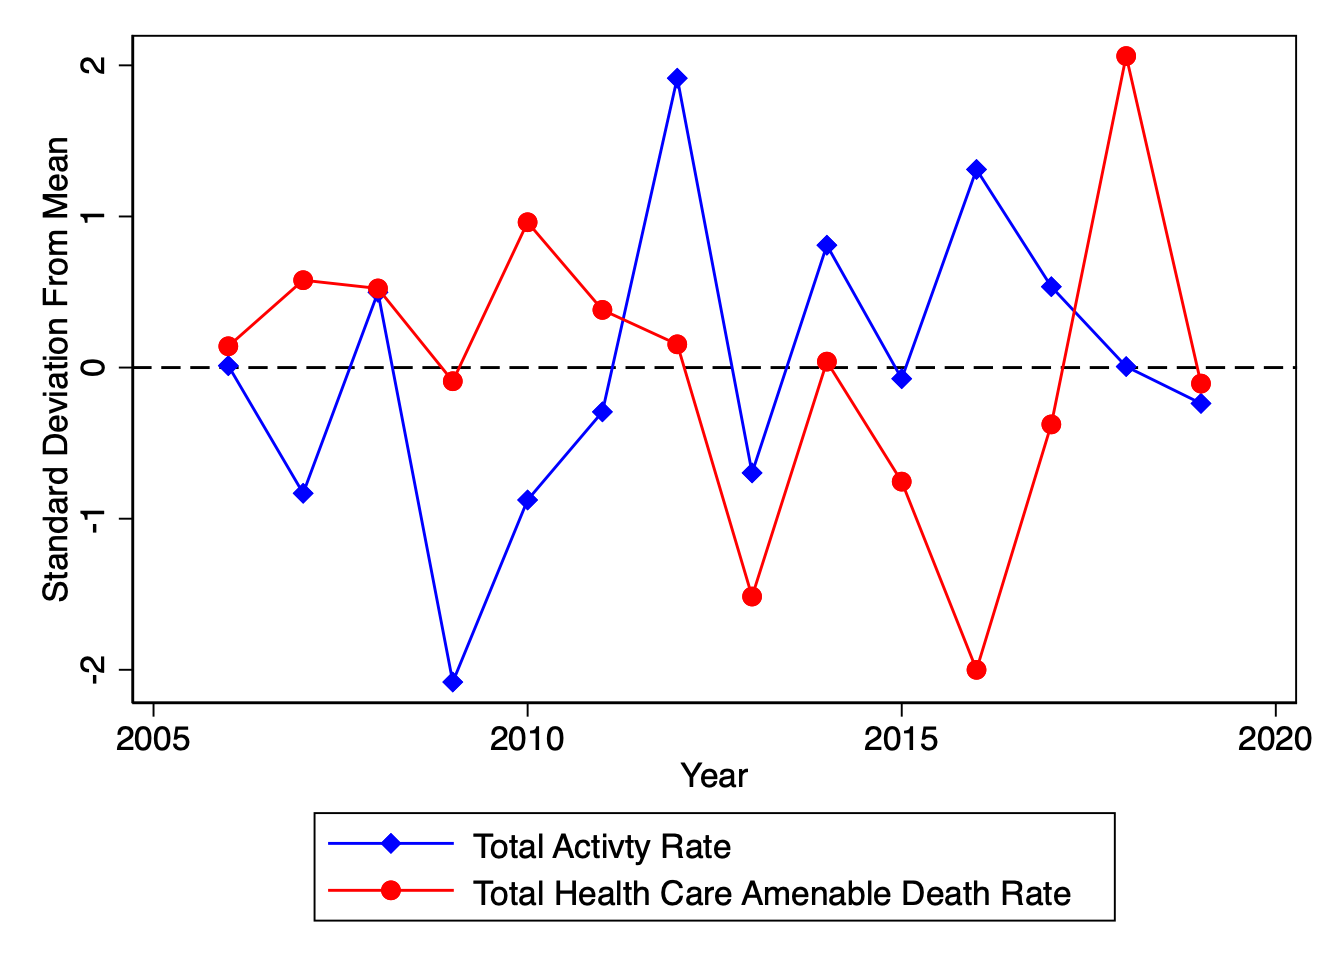 Standard Deviation From Mean
2
1
0
-1
-2
2005 2010 2015 2020
Year
Total Activty Rate
Total Health Care Amenable Death Rate